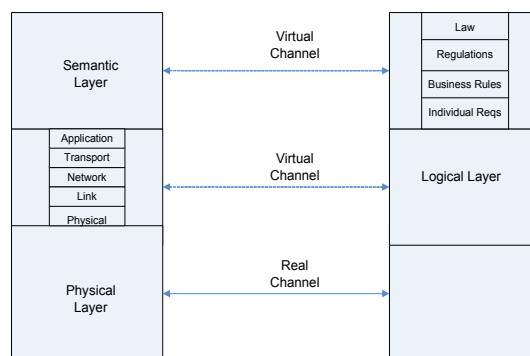 Semantic
Layer
Application
Transport
Network
Link
Physical
Physical
Layer
Virtual
Channel
Virtual
Channel
Real
Channel
Law
Regulations
Business Rules
Individual Reqs
Logical Layer